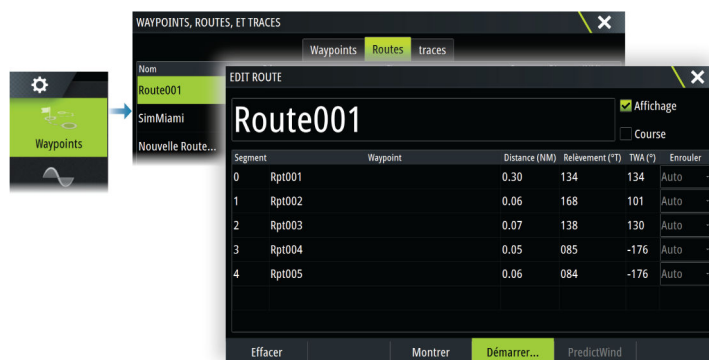 WAYPOINTS, ROUTES, ET TRACES
Waypoints Routes traces
Nom
Route001
SimMiami
Nouvelle Route...
Waypoints
EDIT ROUTE
Route001
Affichage
Course
Segment Waypoint Distance (NM) Relèvement (°T) TWA (°) Enrouler
0 Rpt001 0.30 134 134 Auto
1 Rpt002 0.06 168 101 Auto
2 Rpt003 0.07 138 130 Auto
3 Rpt004 0.05 085 -176 Auto
4 Rpt005 0.06 084 -176 Auto
Effacer Montrer Démarrer... PredictWind